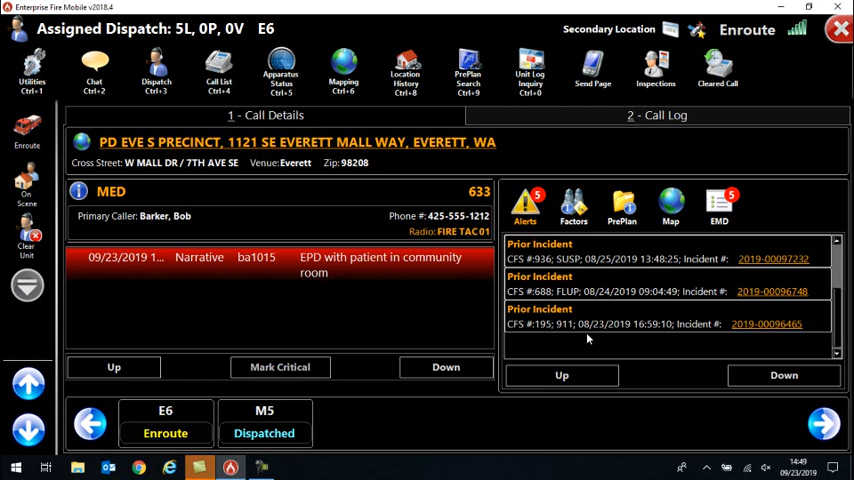 Enterprise Fire Mobile v2018.4
Assigned Dispatch: 5L, 0P, 0V E6
Secondary Location
Enroute
Utilities
Ctrl+1
Chat
Ctrl+2
Dispatch
Ctrl+3
Call List
Ctrl+4
Apparatus
Status
Ctrl+5
Mapping
Ctrl+6
Location
History
Ctrl+8
PrePlan
Search
Ctrl+9
Unit Log
Inquiry
Ctrl+0
Send Page
Inspections
Cleared Call
Enroute
On
Scene
Clear
Unit
1 - Call Details
2 - Call Log
PD EVE S PRECINCT, 1121 SE EVERETT MALL WAY, EVERETT, WA
Cross Street: W MALL DR / 7TH AVE SE Venue: Everett Zip: 98208
MED
633
Primary Caller: Barker, Bob
Phone #: 425-555-1212
Radio: FIRE TAC 01
09/23/2019 1... Narrative ba1015 EPD with patient in community
room
Up
Mark Critical
Down
5
Alerts
Factors
PrePlan
Map
5
EMD
Prior Incident
CFS #:936; SUSP; 08/25/2019 13:48:25; Incident #: 2019-00097232
Prior Incident
CFS #:688; FLUP; 08/24/2019 09:04:49; Incident #: 2019-00096748
Prior Incident
CFS #:195; 911; 08/23/2019 16:59:10; Incident #: 2019-00096465
Up
Down
E6
Enroute
M5
Dispatched
14:49
09/23/2019